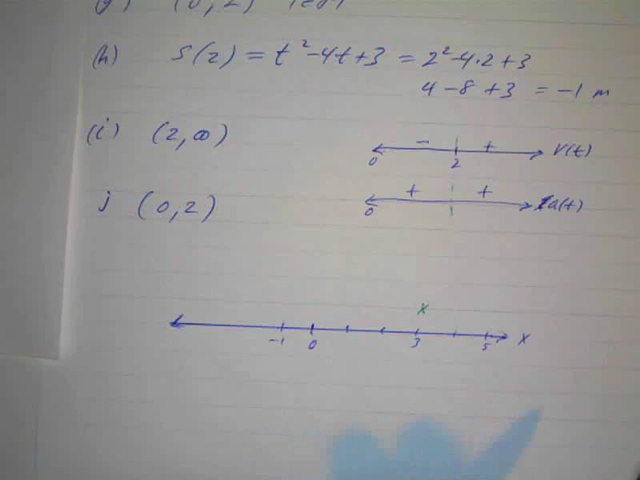 (h) S(2) = t²-4t+3 = 2²-4·2+3
4-8+3 = -1 m
(i) (2,∞)
- +
0 2 V(t)
j (0,2)
+ +
0 a(t)
x
-1 0 3 5 x